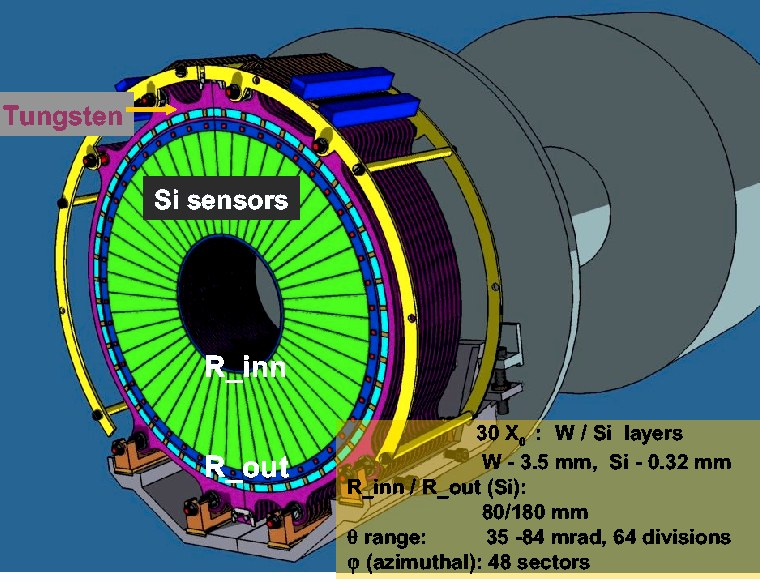 Tungsten
Si sensors
R_inn
R_out
30 X₀ : W / Si layers
W - 3.5 mm, Si - 0.32 mm
R_inn / R_out (Si):
80/180 mm
θ range: 35 -84 mrad, 64 divisions
φ (azimuthal): 48 sectors